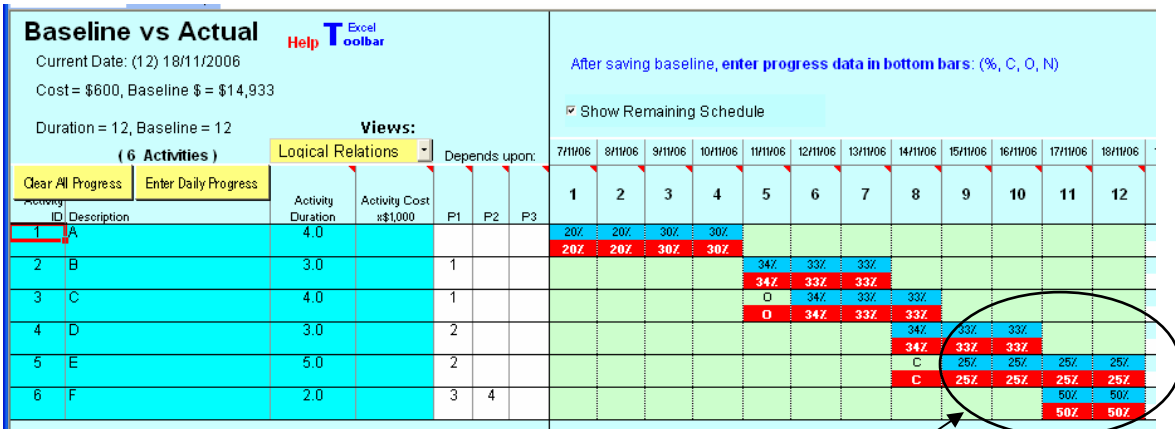 Baseline vs Actual
Help
T
Excel
oolbar
Current Date: (12) 18/11/2006
After saving baseline, enter progress data in bottom bars: (%, C, O, N)
Cost = $600, Baseline $ = $14,933
Show Remaining Schedule
Duration = 12, Baseline = 12
Views:
( 6 Activities )
Logical Relations
Depends upon:
7/11/06 8/11/06 9/11/06 10/11/06 11/11/06 12/11/06 13/11/06 14/11/06 15/11/06 16/11/06 17/11/06 18/11/06
Clear All Progress
Enter Daily Progress
Activity ID
Description
Activity Duration
Activity Cost x$1,000
P1 P2 P3
1 2 3 4 5 6 7 8 9 10 11 12
1 A 4.0 20% 20% 30% 30%
20% 20% 30% 30%
2 B 3.0 1 34% 33% 33%
34% 33% 33%
3 C 4.0 1 O 34% 33% 33%
O 34% 33% 33%
4 D 3.0 2 34% 33% 33%
34% 33% 33%
5 E 5.0 2 C 25% 25% 25% 25%
C 25% 25% 25% 25%
6 F 2.0 3 4 50% 50%
50% 50%